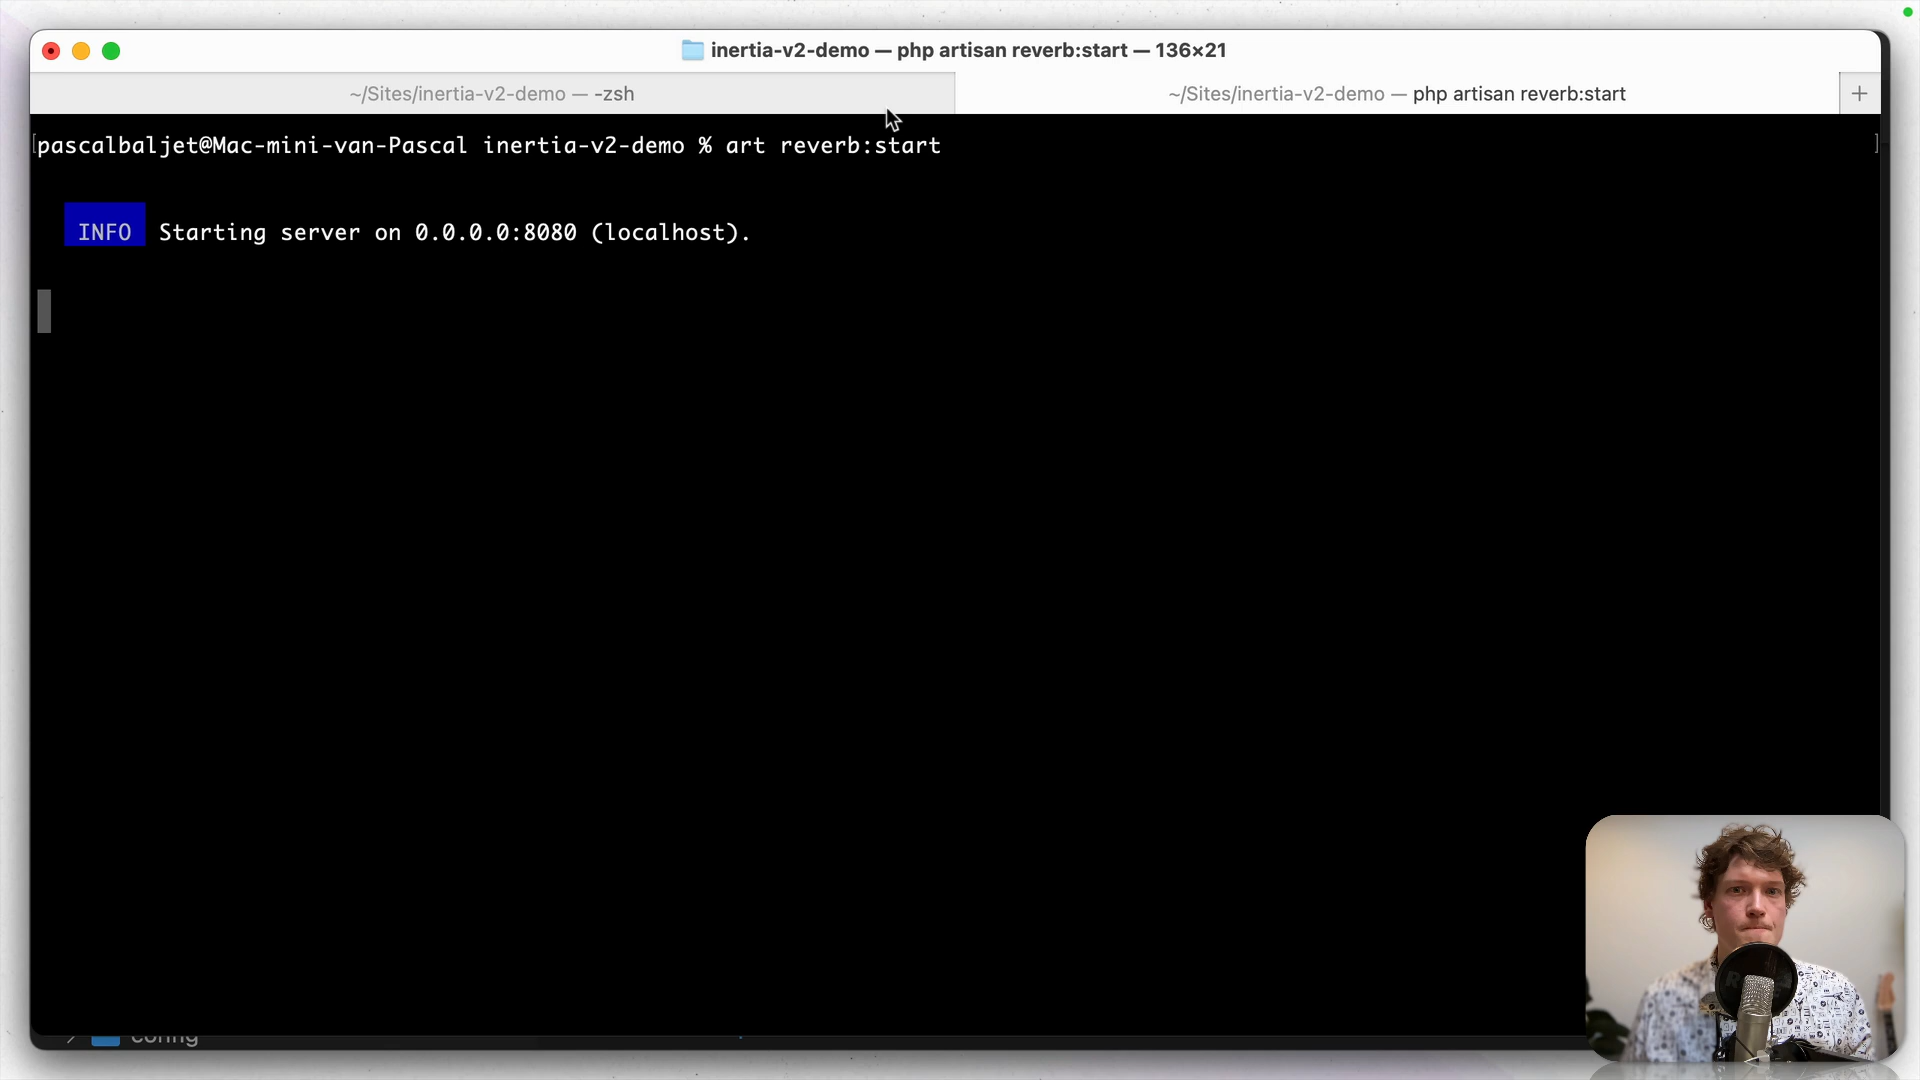 inertia-v2-demo — php artisan reverb:start — 136×21
~/Sites/inertia-v2-demo — -zsh
~/Sites/inertia-v2-demo — php artisan reverb:start
+
[pascalbaljet@Mac-mini-van-Pascal inertia-v2-demo % art reverb:start ]
INFO Starting server on 0.0.0.0:8080 (localhost).
config